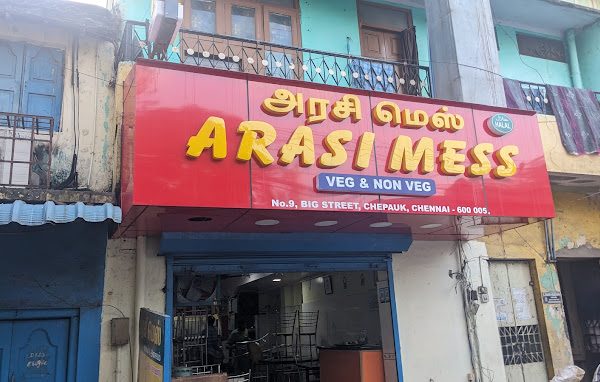 அரசி மெஸ்
HALAL
ARASI MESS
VEG & NON VEG
No.9, BIG STREET, CHEPAUK, CHENNAI - 600 005.